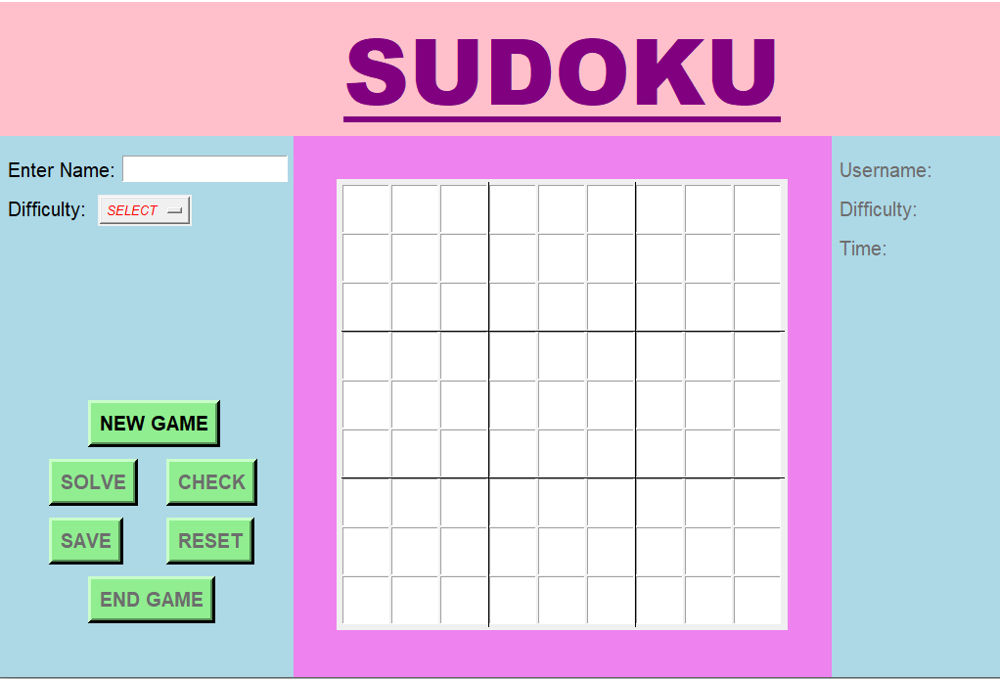 SUDOKU
Enter Name:
Difficulty: SELECT
Username:
Difficulty:
Time:
NEW GAME
SOLVE CHECK
SAVE RESET
END GAME